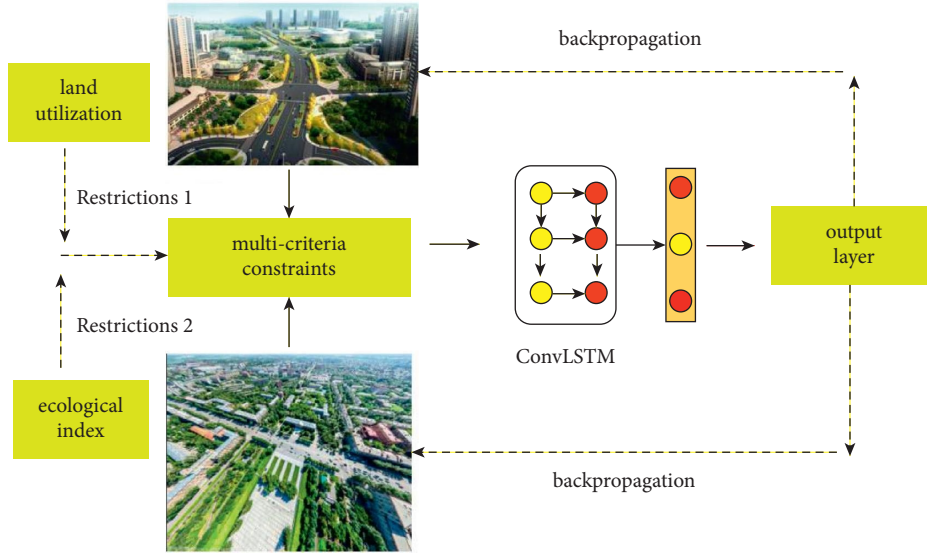 backpropagation
land
utilization
Restrictions 1
multi-criteria
constraints
output
layer
Restrictions 2
ConvLSTM
ecological
index
backpropagation